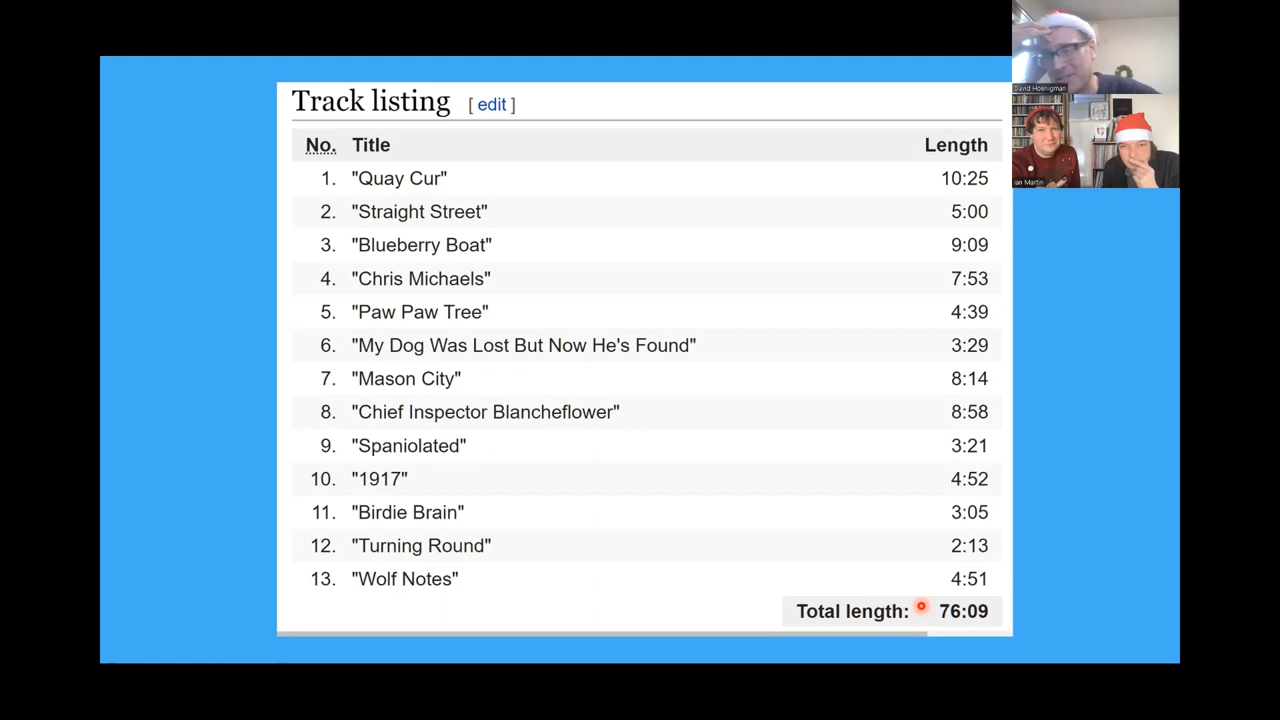 Track listing [ edit ]
No. Title Length
1. "Quay Cur" 10:25
2. "Straight Street" 5:00
3. "Blueberry Boat" 9:09
4. "Chris Michaels" 7:53
5. "Paw Paw Tree" 4:39
6. "My Dog Was Lost But Now He's Found" 3:29
7. "Mason City" 8:14
8. "Chief Inspector Blancheflower" 8:58
9. "Spaniolated" 3:21
10. "1917" 4:52
11. "Birdie Brain" 3:05
12. "Turning Round" 2:13
13. "Wolf Notes" 4:51
Total length: 76:09
David Hoenigman
Ian Martin